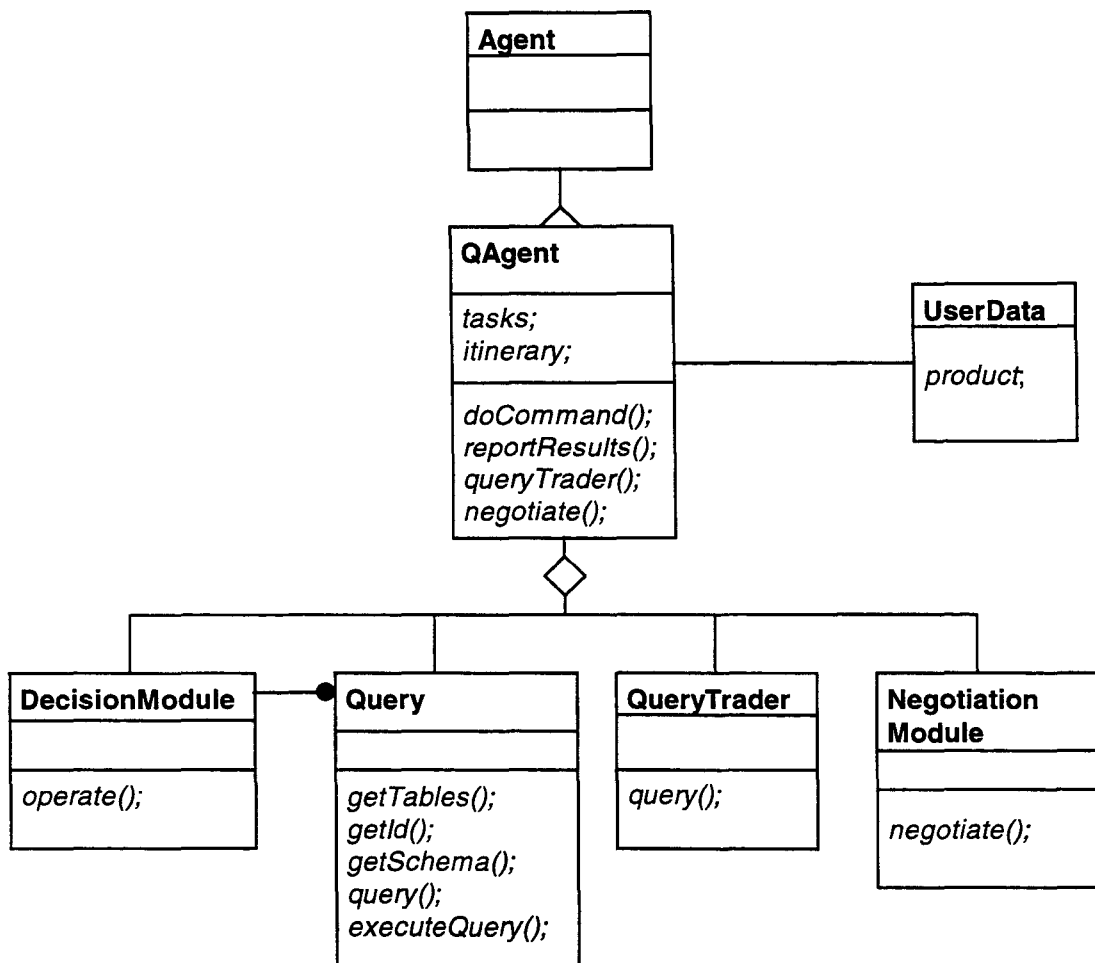 Agent
QAgent
tasks;
itinerary;
doCommand();
reportResults();
queryTrader();
negotiate();
UserData
product;
DecisionModule
operate();
Query
getTables();
getId();
getSchema();
query();
executeQuery();
QueryTrader
query();
Negotiation
Module
negotiate();